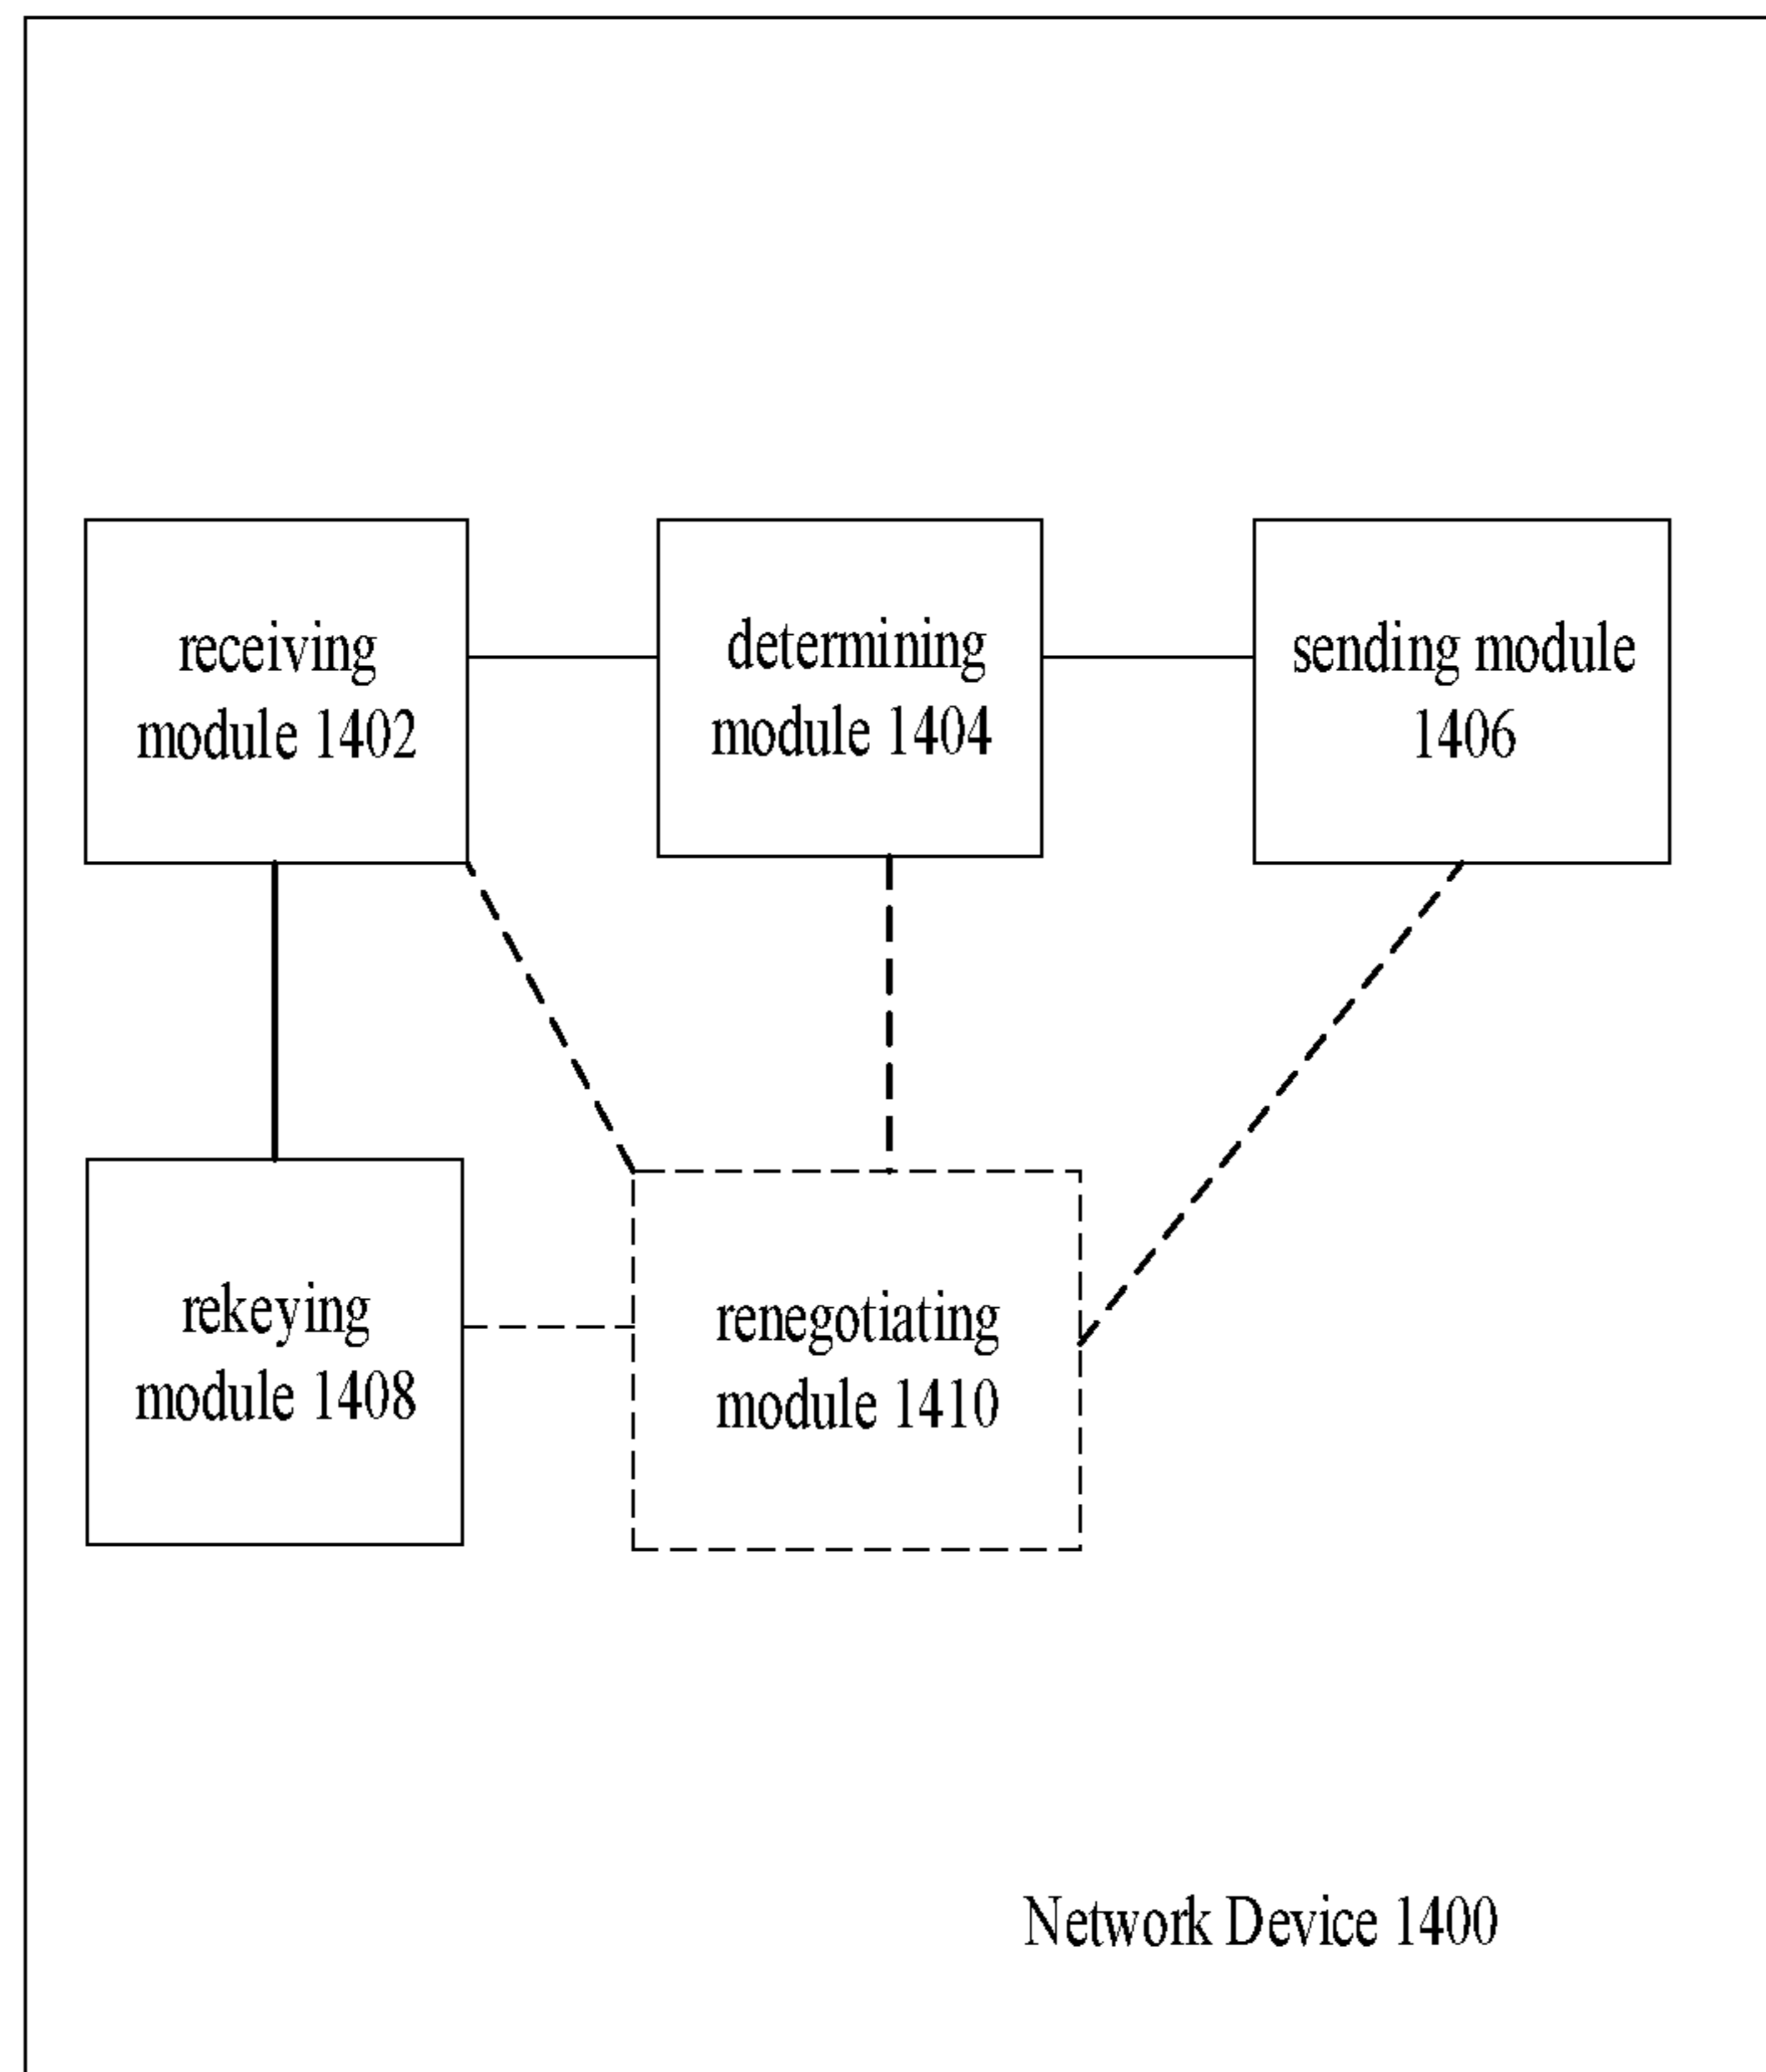 receiving
module 1402
determining
module 1404
sending module
1406
rekeying
module 1408
renegotiating
module 1410
Network Device 1400